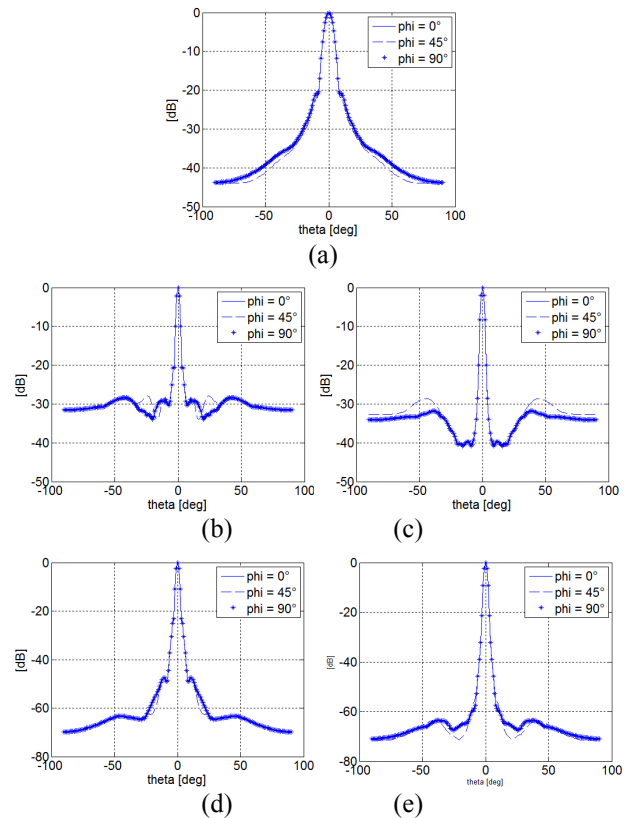 0
-10
-20
-30
-40
-50
[dB]
-100 -50 0 50 100
theta [deg]
phi = 0°
phi = 45°
phi = 90°
(a)
0
-10
-20
-30
-40
-50
[dB]
-100 -50 0 50 100
theta [deg]
phi = 0°
phi = 45°
phi = 90°
(b)
0
-10
-20
-30
-40
-50
[dB]
-100 -50 0 50 100
theta [deg]
phi = 0°
phi = 45°
phi = 90°
(c)
0
-20
-40
-60
-80
[dB]
-100 -50 0 50 100
theta [deg]
phi = 0°
phi = 45°
phi = 90°
(d)
0
-20
-40
-60
-80
[dB]
-100 -50 0 50 100
theta [deg]
phi = 0°
phi = 45°
phi = 90°
(e)